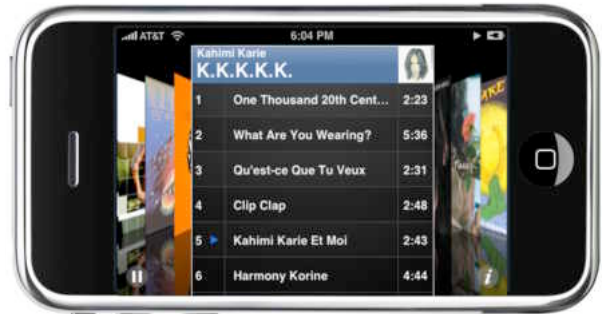 AT&T 6:04 PM
Kahimi Karie
K.K.K.K.K.
1 One Thousand 20th Cent... 2:23
2 What Are You Wearing? 5:36
3 Qu'est-ce Que Tu Veux 2:31
4 Clip Clap 2:48
5 Kahimi Karie Et Moi 2:43
6 Harmony Korine 4:44
i